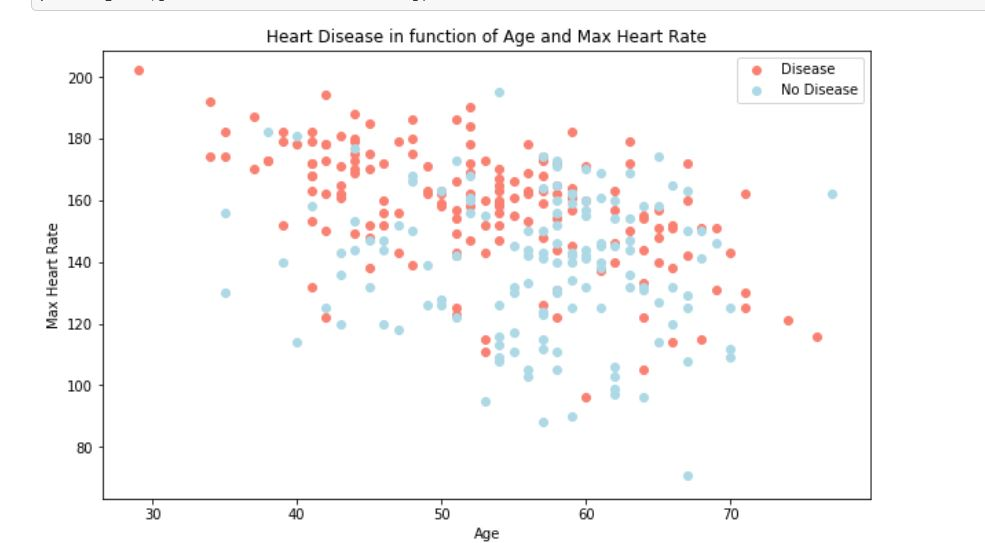 Heart Disease in function of Age and Max Heart Rate
Disease
No Disease
200
180
160
140
120
100
80
Max Heart Rate
30 40 50 60 70
Age